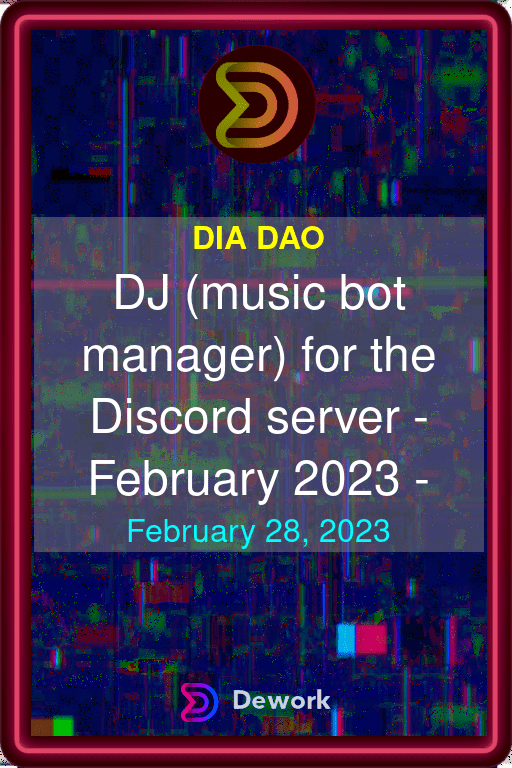 DIA DAO
DJ (music bot
manager) for the
Discord server -
February 2023 -
February 28, 2023
Dework